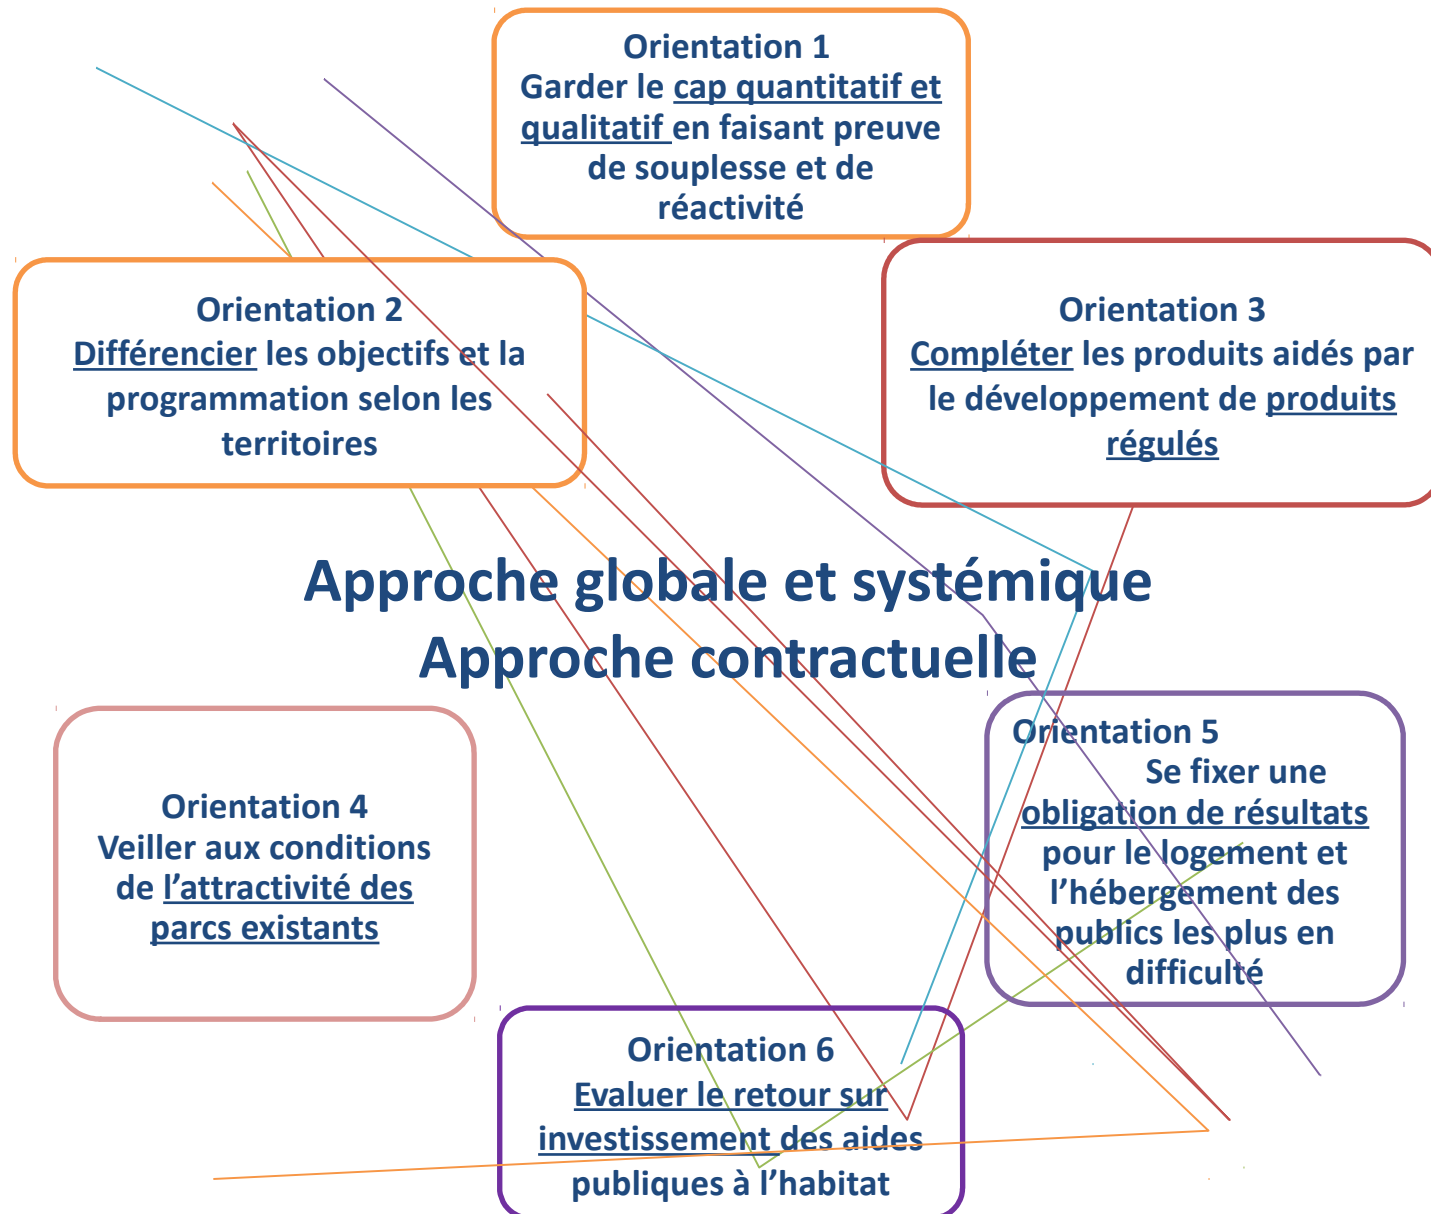 Orientation 1
Garder le cap quantitatif et
qualitatif en faisant preuve
de souplesse et de
réactivité
Orientation 2
Différencier les objectifs et la
programmation selon les
territoires
Orientation 3
Compléter les produits aidés par
le développement de produits
régulés
Approche globale et systémique
Approche contractuelle
Orientation 4
Veiller aux conditions
de l’attractivité des
parcs existants
Orientation 5
Se fixer une
obligation de résultats
pour le logement et
l’hébergement des
publics les plus en
difficulté
Orientation 6
Evaluer le retour sur
investissement des aides
publiques à l’habitat